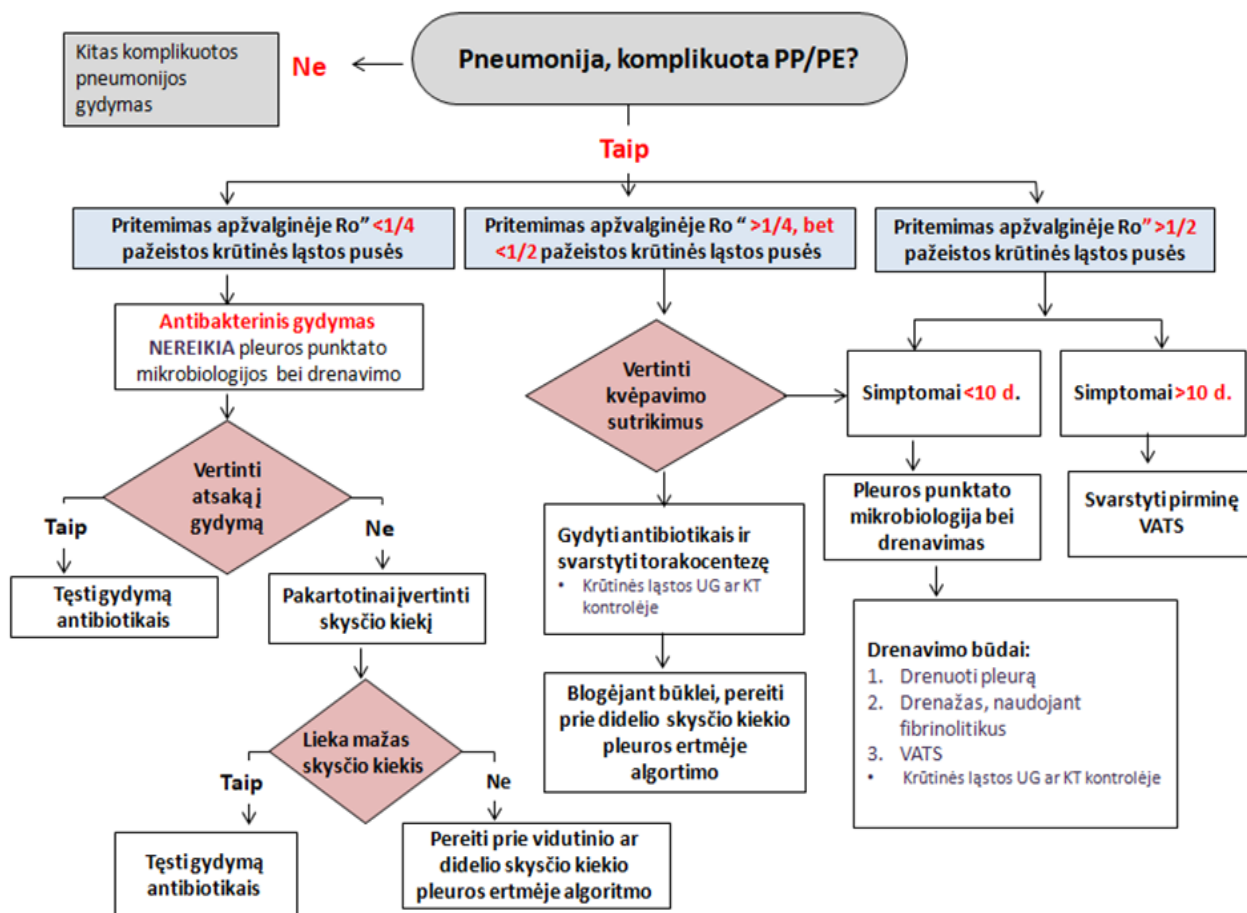 Kitas komplikuotos
pneumonijos
gydymas
Ne
Pneumonija, komplikuota PP/PE?
Taip
Pritemimas apžvalginėje Ro” <1/4
pažeistos krūtinės ląstos pusės
Pritemimas apžvalginėje Ro “ >1/4, bet
<1/2 pažeistos krūtinės ląstos pusės
Pritemimas apžvalginėje Ro” >1/2
pažeistos krūtinės ląstos pusės
Antibakterinis gydymas
NEREIKIA pleuros punktato
mikrobiologijos bei drenavimo
Vertinti
kvėpavimo
sutrikimus
Simptomai <10 d.
Simptomai >10 d.
Vertinti
atsaką į
gydymą
Taip
Ne
Pleuros punktato
mikrobiologija bei
drenavimas
Svarstyti pirminę
VATS
Gydyti antibiotikais ir
svarstyti torakocentezę
• Krūtinės ląstos UG ar KT
kontrolėje
Tęsti gydymą
antibiotikais
Pakartotinai įvertinti
skysčio kiekį
Drenavimo būdai:
1. Drenuoti pleurą
2. Drenažas, naudojant
fibrinolitikus
3. VATS
• Krūtinės ląstos UG ar KT kontrolėje
Blogėjant būklei, pereiti
prie didelio skysčio kiekio
pleuros ertmėje
algortimo
Lieka mažas
skysčio kiekis
Taip
Ne
Tęsti gydymą
antibiotikais
Pereiti prie vidutinio ar
didelio skysčio kiekio
pleuros ertmėje algoritmo